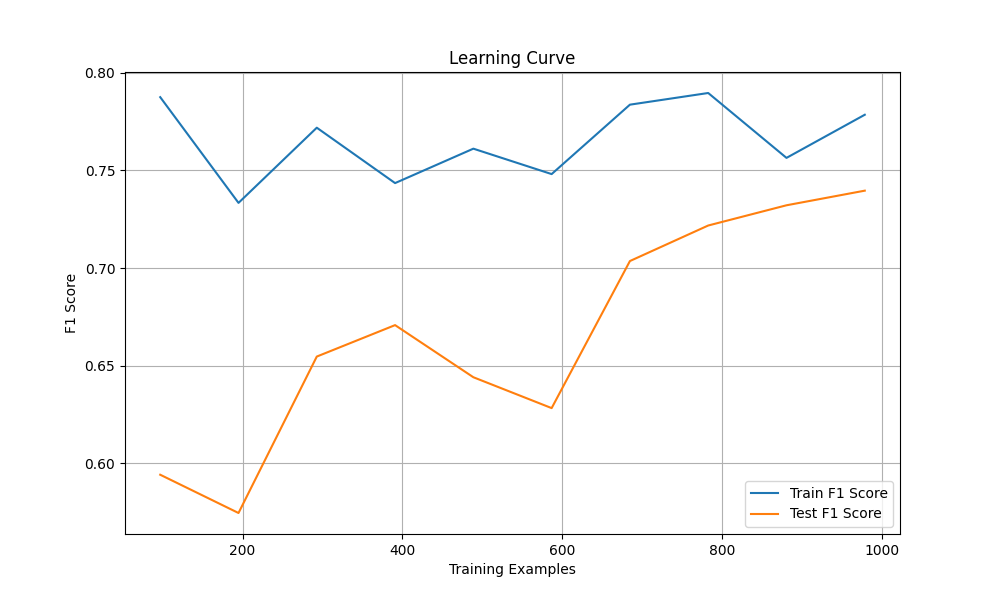 Learning Curve
0.80
0.75
0.70
0.65
0.60
F1 Score
Train F1 Score
Test F1 Score
200 400 600 800 1000
Training Examples